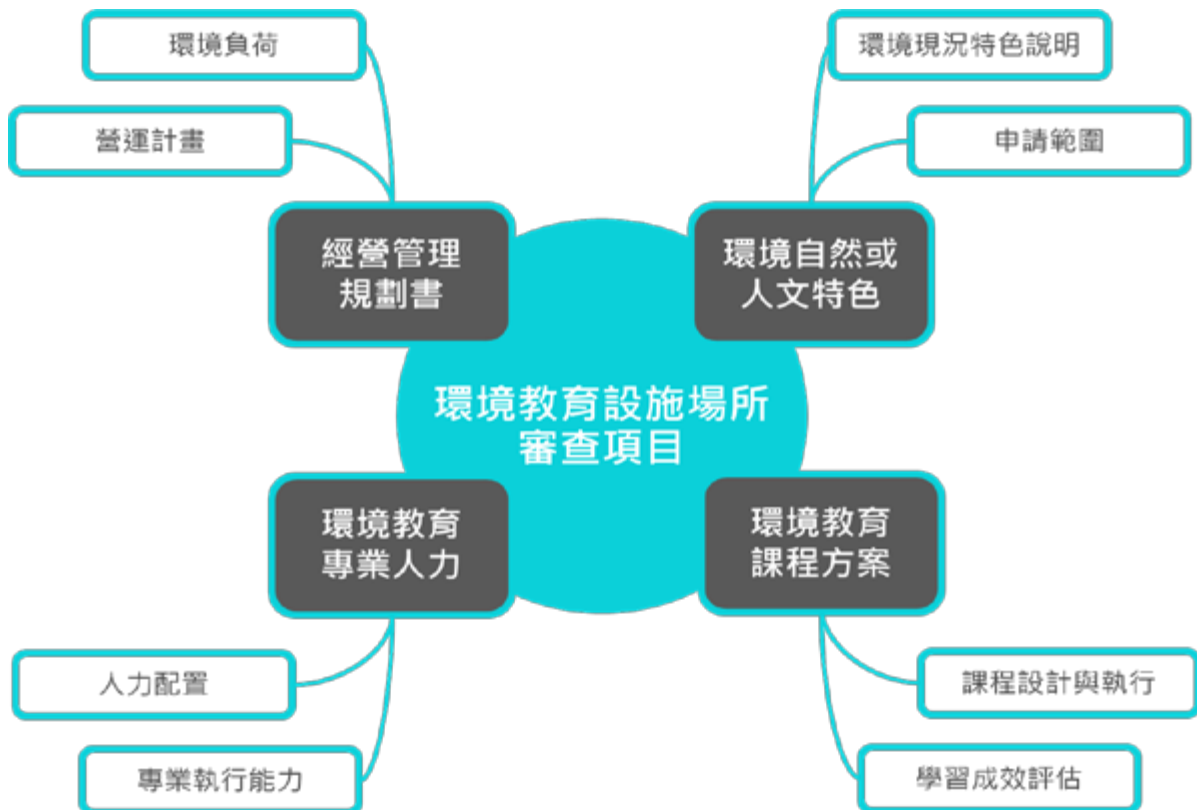 環境負荷
環境現況特色說明
營運計畫
申請範圍
經營管理
規劃書
環境自然或
人文特色
環境教育設施場所
審查項目
環境教育
專業人力
環境教育
課程方案
人力配置
課程設計與執行
專業執行能力
學習成效評估